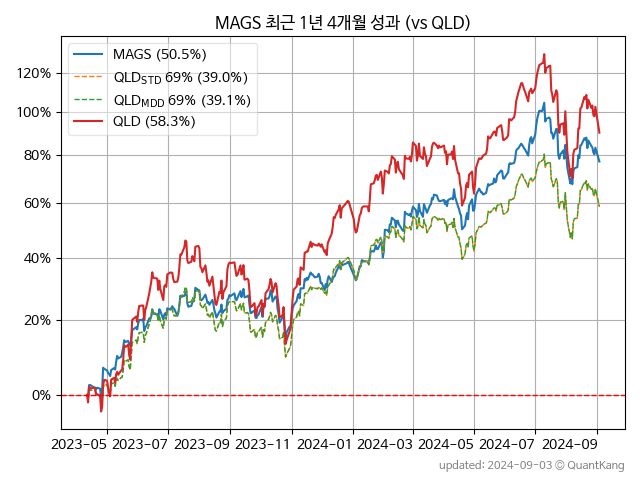 MAGS 최근 1년 4개월 성과 (vs QLD)
MAGS (50.5%)
QLD_STD 69% (39.0%)
QLD_MDD 69% (39.1%)
QLD (58.3%)
120%
100%
80%
60%
40%
20%
0%
2023-05 2023-07 2023-09 2023-11 2024-01 2024-03 2024-05 2024-07 2024-09
updated: 2024-09-03 © QuantKang